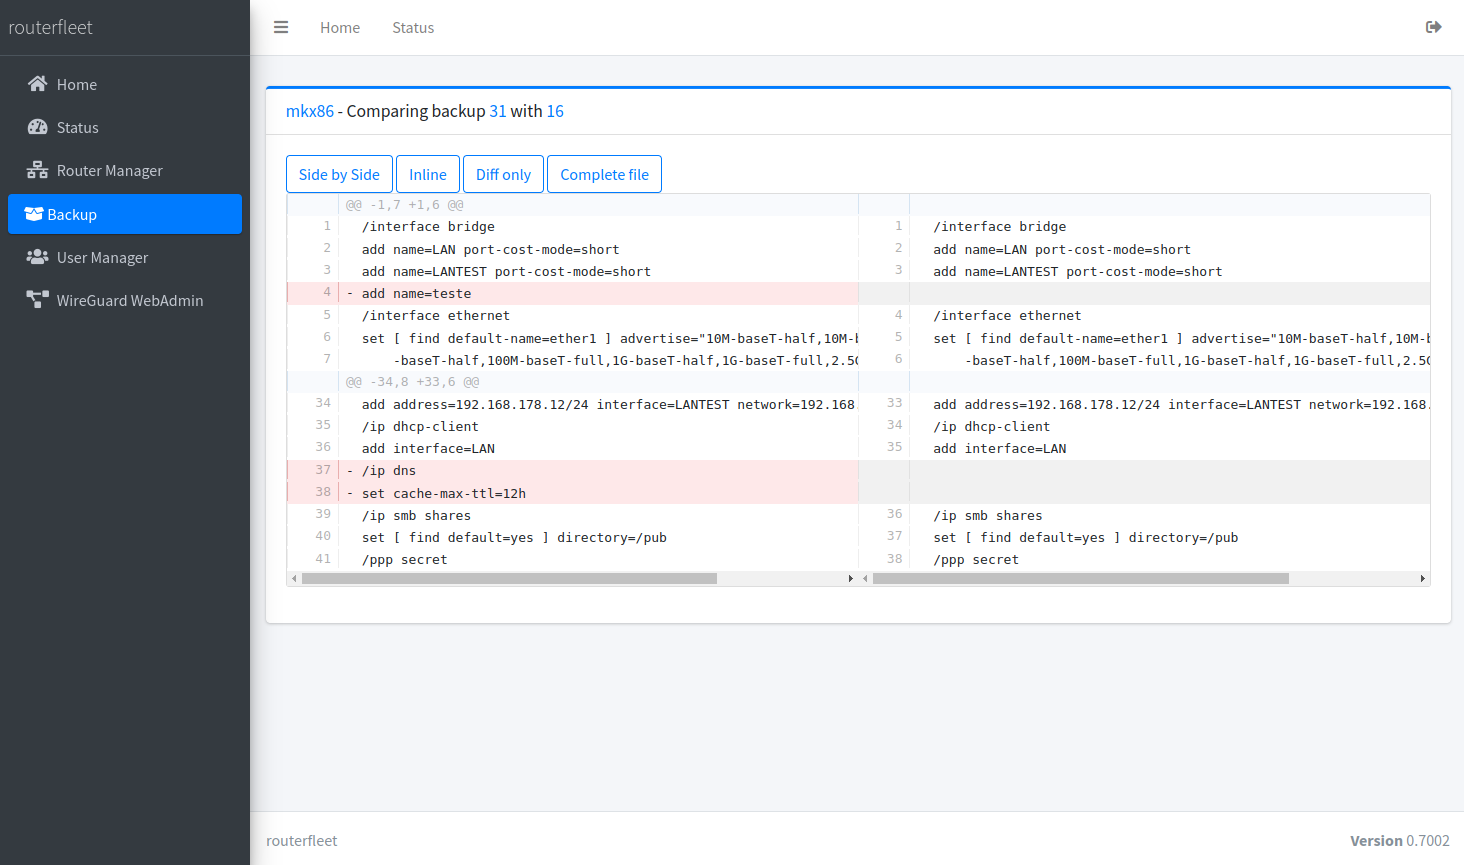 routerfleet
Home
Status
Home
Status
Router Manager
Backup
User Manager
WireGuard WebAdmin
mkx86 - Comparing backup 31 with 16
Side by Side Inline Diff only Complete file
@@ -1,7 +1,6 @@
1 /interface bridge 1 /interface bridge
2 add name=LAN port-cost-mode=short 2 add name=LAN port-cost-mode=short
3 add name=LANTEST port-cost-mode=short 3 add name=LANTEST port-cost-mode=short
4 - add name=teste
5 /interface ethernet 4 /interface ethernet
6 set [ find default-name=ether1 ] advertise="10M-baseT-half,10M-b 5 set [ find default-name=ether1 ] advertise="10M-baseT-half,10M-b
7 -baseT-half,100M-baseT-full,1G-baseT-half,1G-baseT-full,2.5G 6 -baseT-half,100M-baseT-full,1G-baseT-half,1G-baseT-full,2.5G
@@ -34,8 +33,6 @@
34 add address=192.168.178.12/24 interface=LANTEST network=192.168. 33 add address=192.168.178.12/24 interface=LANTEST network=192.168.
35 /ip dhcp-client 34 /ip dhcp-client
36 add interface=LAN 35 add interface=LAN
37 - /ip dns
38 - set cache-max-ttl=12h
39 /ip smb shares 36 /ip smb shares
40 set [ find default=yes ] directory=/pub 37 set [ find default=yes ] directory=/pub
41 /ppp secret 38 /ppp secret
routerfleet
Version 0.7002